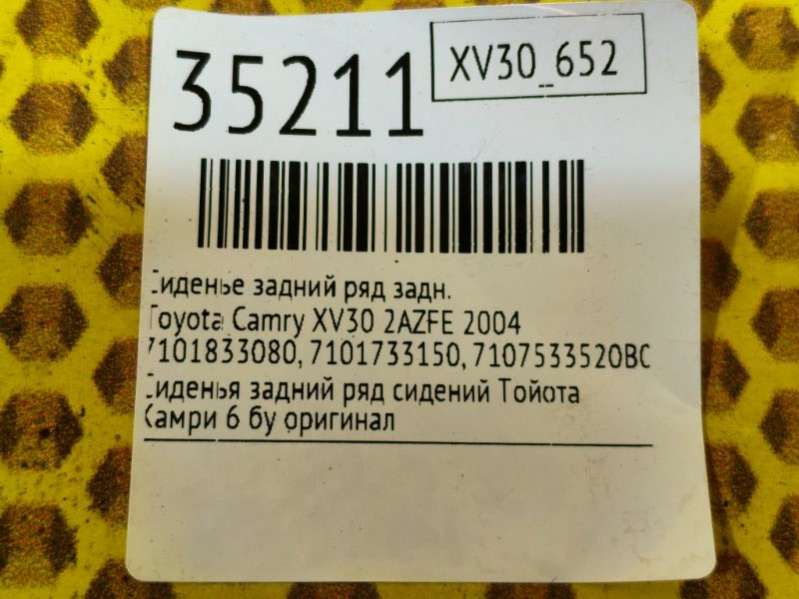 35211
XV30_652
Сиденье задний ряд задн.
Toyota Camry XV30 2AZFE 2004
7101833080, 7101733150, 7107533520BC
Сиденья задний ряд сидений Тойота
Камри 6 бу оригинал